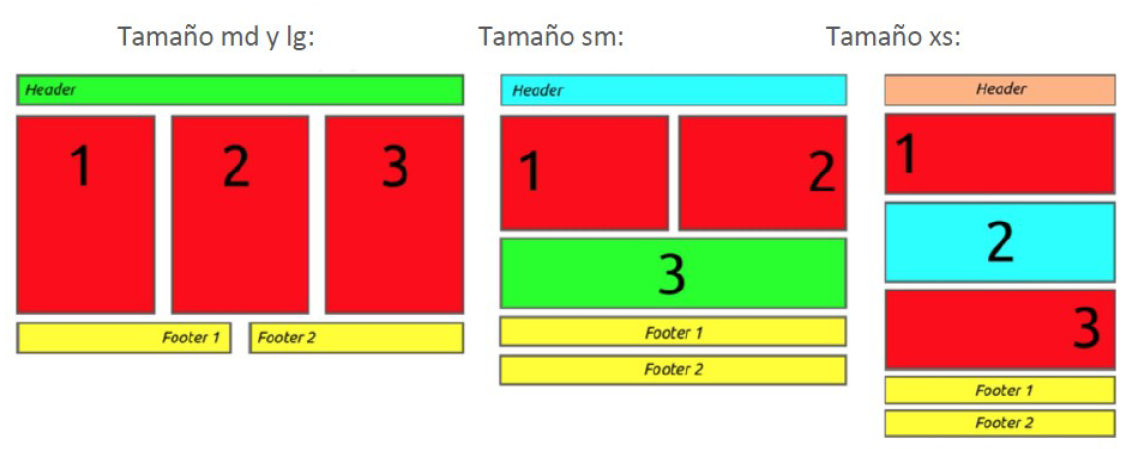 Tamaño md y lg:
Header
1 2 3
Footer 1 Footer 2
Tamaño sm:
Header
1 2
3
Footer 1
Footer 2
Tamaño xs:
Header
1
2
3
Footer 1
Footer 2